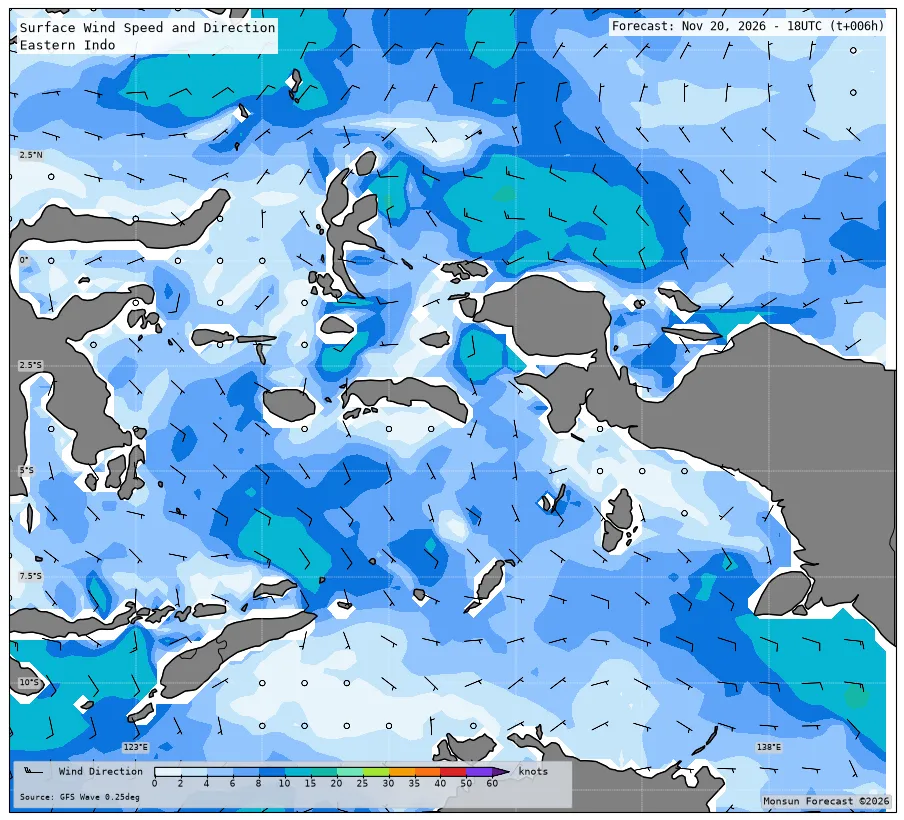 Surface Wind Speed and Direction
Eastern Indo
Forecast: Nov 20, 2026 - 18UTC (t+006h)
2.5°N
0°
2.5°S
5°S
7.5°S
10°S
123°E
138°E
Wind Direction
0 2 4 6 8 10 15 20 25 30 35 40 50 60
knots
Source: GFS Wave 0.25deg
Monsun Forecast ©2026